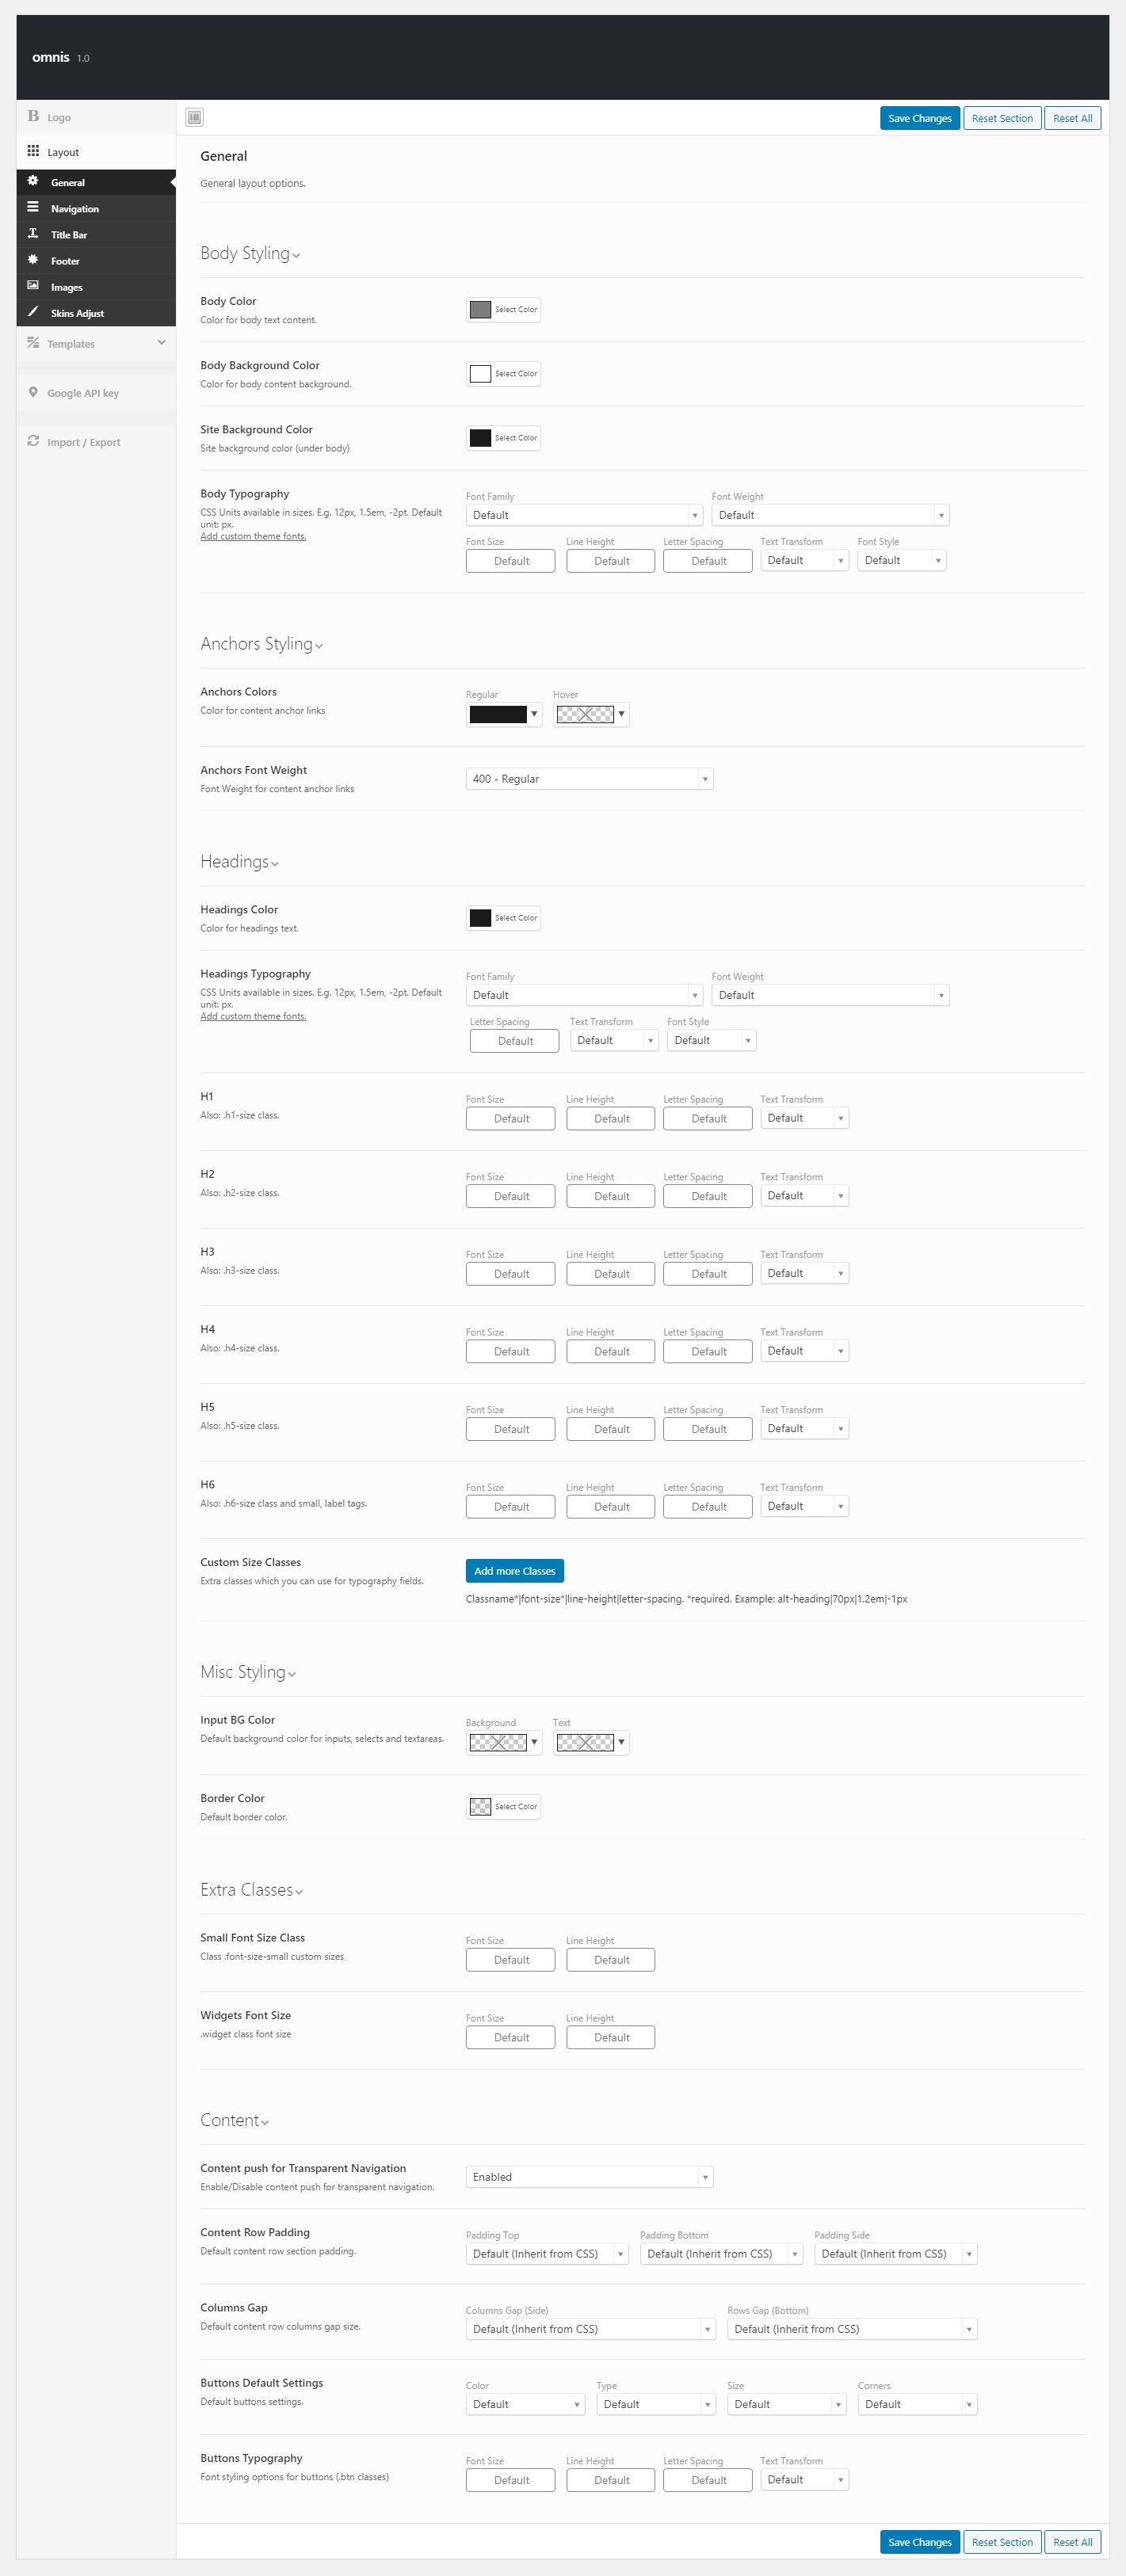 omnis 1.0
Logo
Save Changes Reset Section Reset All
Layout
General
Navigation
Title Bar
Footer
Images
Skins Adjust
Templates
Google API key
Import / Export
General
General layout options.
Body Styling
Body Color
Color for body text content.
Select Color
Body Background Color
Color for body content background.
Select Color
Site Background Color
Site background color (under body)
Select Color
Body Typography
CSS Units available in sizes. E.g. 12px, 1.5em, -2pt. Default
unit: px.
Add custom theme fonts.
Font Family Font Weight
Default Default
Font Size Line Height Letter Spacing Text Transform Font Style
Default Default Default Default Default
Anchors Styling
Anchors Colors
Color for content anchor links
Regular Hover
Anchors Font Weight
Font Weight for content anchor links
400 - Regular
Headings
Headings Color
Color for headings text.
Select Color
Headings Typography
CSS Units available in sizes. E.g. 12px, 1.5em, -2pt. Default
unit: px.
Add custom theme fonts.
Font Family Font Weight
Default Default
Letter Spacing Text Transform Font Style
Default Default Default
H1
Also: .h1-size class.
Font Size Line Height Letter Spacing Text Transform
Default Default Default Default
H2
Also: .h2-size class.
Font Size Line Height Letter Spacing Text Transform
Default Default Default Default
H3
Also: .h3-size class.
Font Size Line Height Letter Spacing Text Transform
Default Default Default Default
H4
Also: .h4-size class.
Font Size Line Height Letter Spacing Text Transform
Default Default Default Default
H5
Also: .h5-size class.
Font Size Line Height Letter Spacing Text Transform
Default Default Default Default
H6
Also: .h6-size class and small, label tags.
Font Size Line Height Letter Spacing Text Transform
Default Default Default Default
Custom Size Classes
Extra classes which you can use for typography fields.
Add more Classes
Classname*|font-size*|line-height|letter-spacing. *required. Example: alt-heading|70px|1.2em|-1px
Misc Styling
Input BG Color
Default background color for inputs, selects and textareas.
Background Text
Border Color
Default border color.
Select Color
Extra Classes
Small Font Size Class
Class .font-size-small custom sizes
Font Size Line Height
Default Default
Widgets Font Size
.widget class font size
Font Size Line Height
Default Default
Content
Content push for Transparent Navigation
Enable/Disable content push for transparent navigation.
Enabled
Content Row Padding
Default content row section padding.
Padding Top Padding Bottom Padding Side
Default (Inherit from CSS) Default (Inherit from CSS) Default (Inherit from CSS)
Columns Gap
Default content row columns gap size.
Columns Gap (Side) Rows Gap (Bottom)
Default (Inherit from CSS) Default (Inherit from CSS)
Buttons Default Settings
Default buttons settings.
Color Type Size Corners
Default Default Default Default
Buttons Typography
Font styling options for buttons (.btn classes)
Font Size Line Height Letter Spacing Text Transform
Default Default Default Default
Save Changes Reset Section Reset All